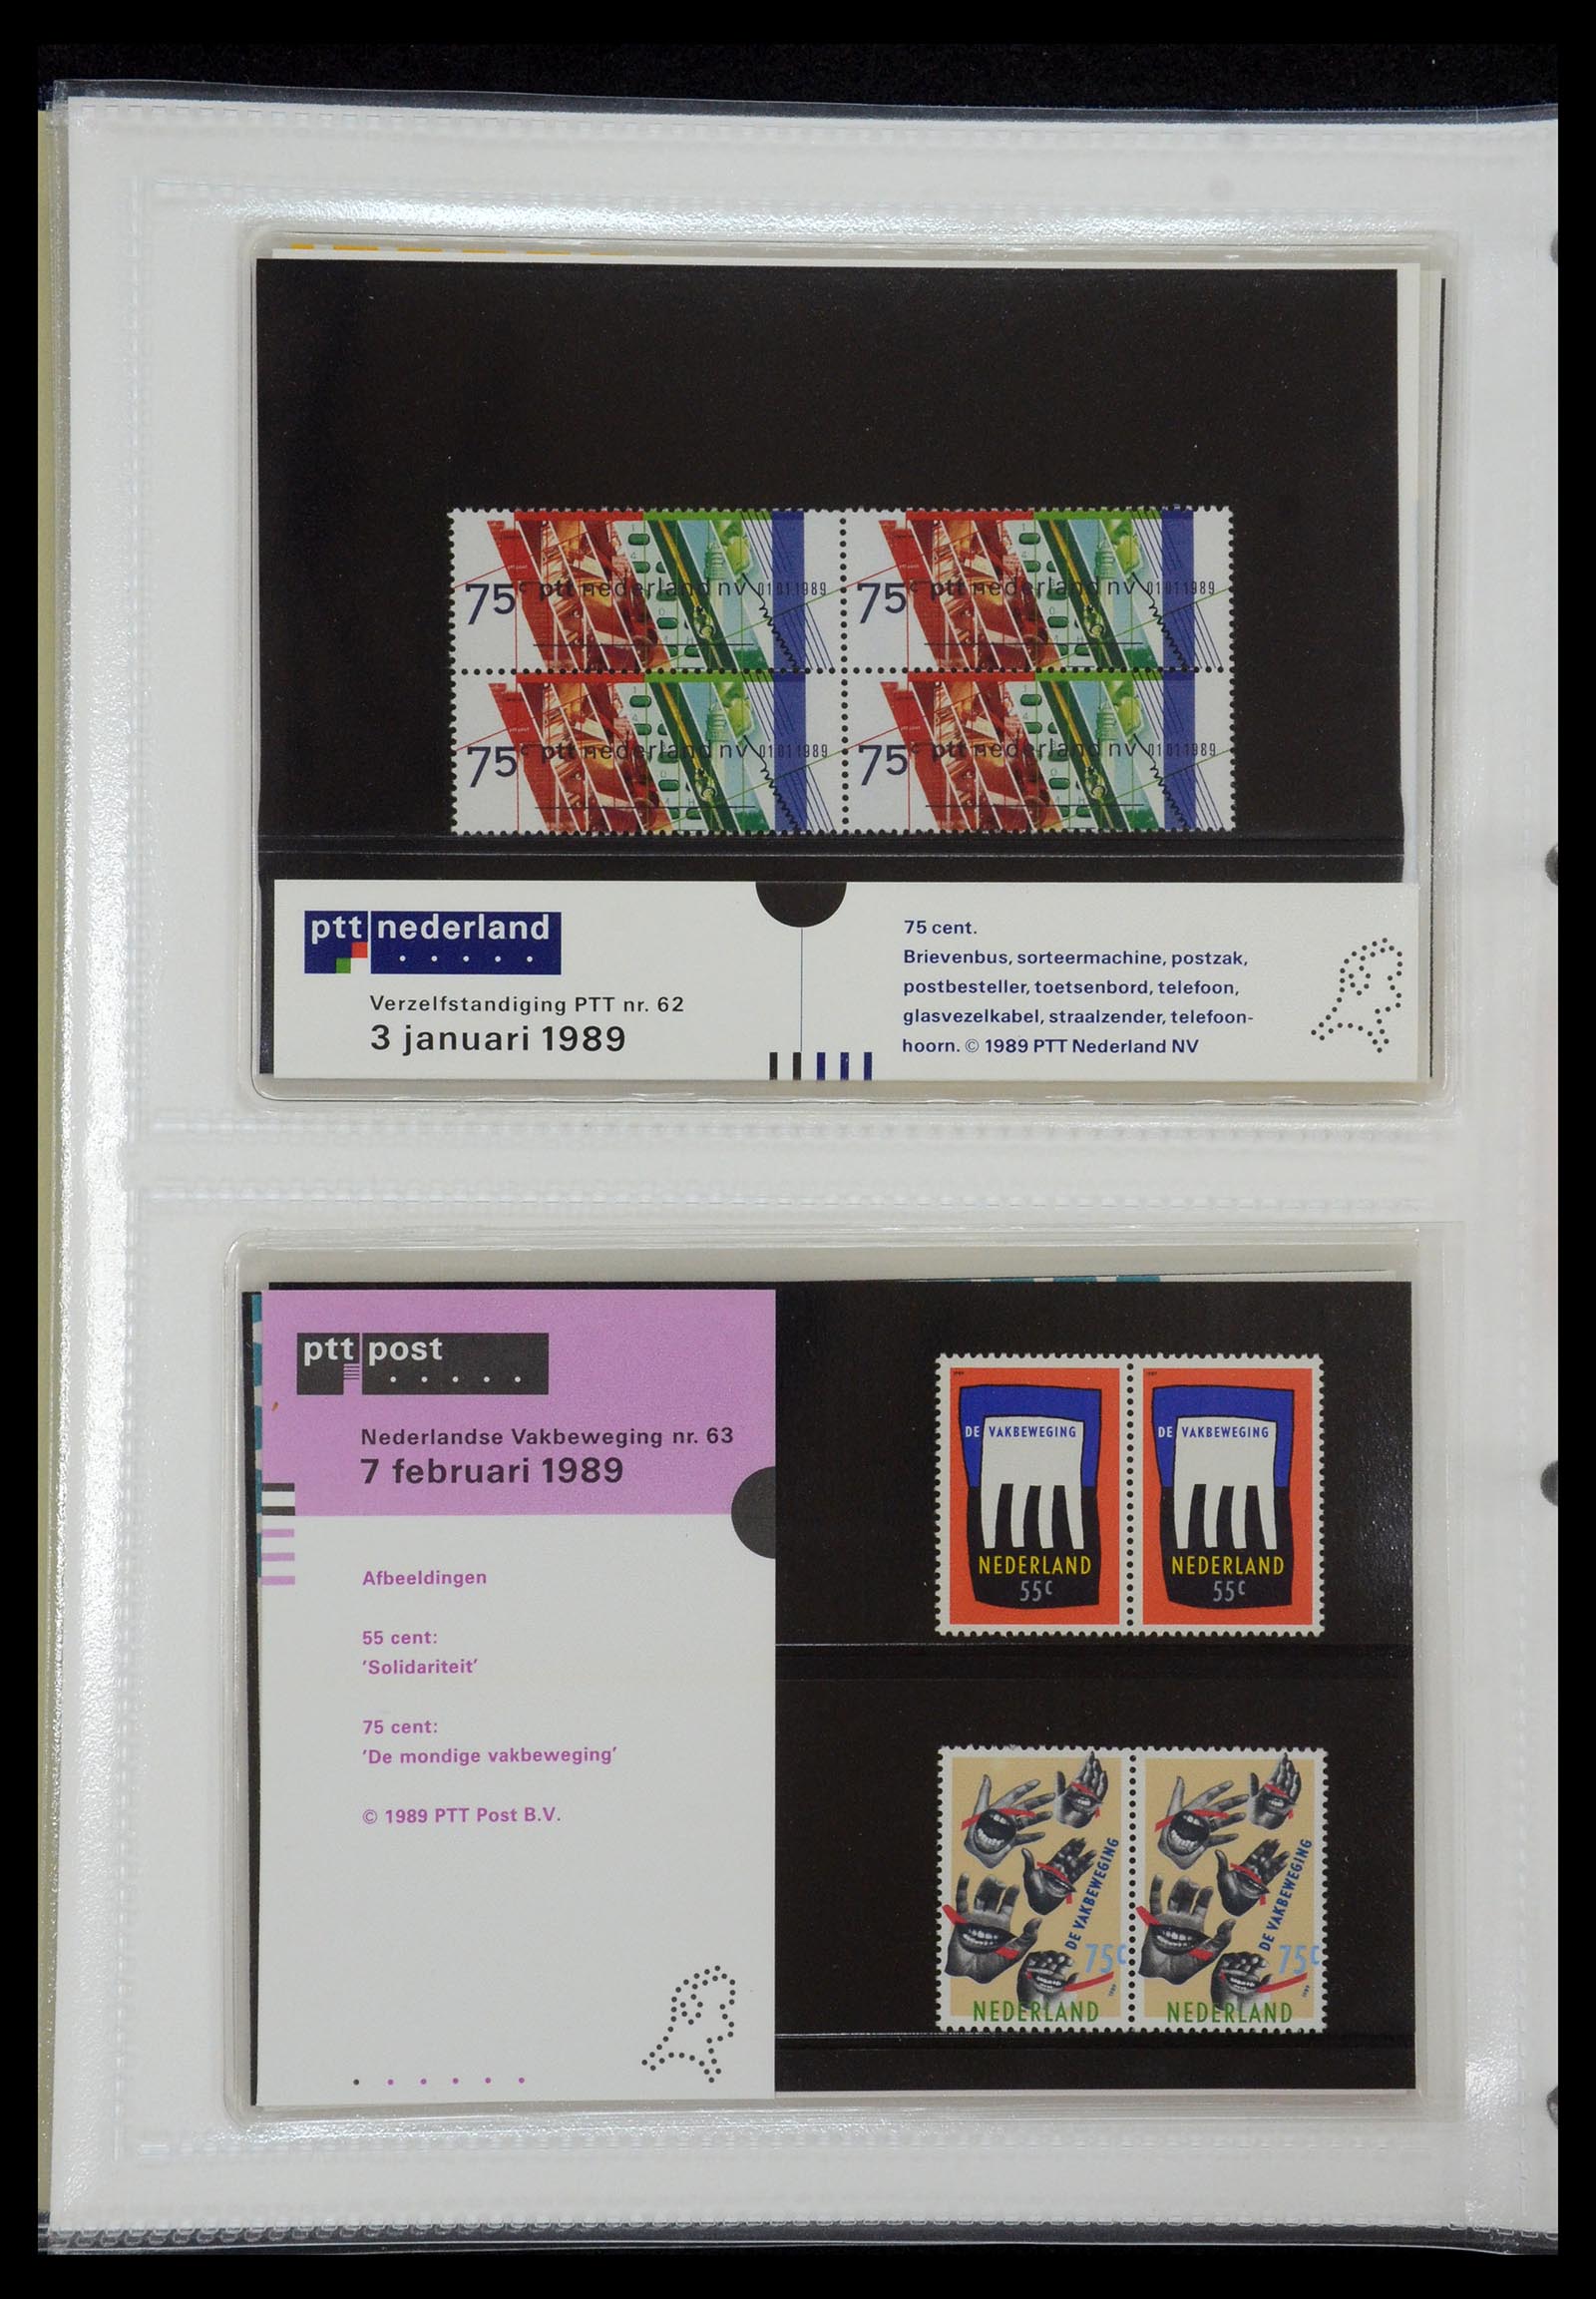 75c ptt nederland nv 01 01 1989
75c ptt nederland nv 01 01 1989
75c ptt nederland nv 01 01 1989
75c ptt nederland nv 01 01 1989
ptt nederland
Verzelfstandiging PTT nr. 62
3 januari 1989
75 cent.
Brievenbus, sorteermachine, postzak,
postbesteller, toetsenbord, telefoon,
glasvezelkabel, straalzender, telefoon-
hoorn. © 1989 PTT Nederland NV
ptt post
Nederlandse Vakbeweging nr. 63
7 februari 1989
Afbeeldingen
55 cent:
'Solidariteit'
75 cent:
'De mondige vakbeweging'
© 1989 PTT Post B.V.
1989
DE VAKBEWEGING
NEDERLAND
55c
1989
DE VAKBEWEGING
NEDERLAND
55c
DE VAKBEWEGING
75c
1989
NEDERLAND
DE VAKBEWEGING
75c
1989
NEDERLAND